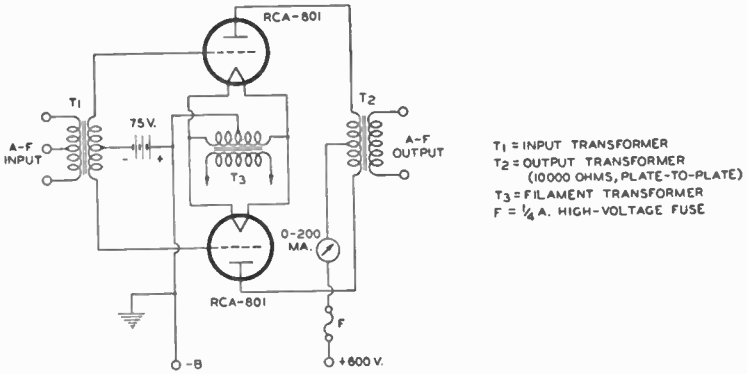 RCA-801
T1
75 V.
A-F
INPUT
- +
T3
T2
A-F
OUTPUT
0-200
MA.
RCA-801
F
-B
+600 V.
T1 = INPUT TRANSFORMER
T2 = OUTPUT TRANSFORMER
(10000 OHMS, PLATE-TO-PLATE)
T3 = FILAMENT TRANSFORMER
F = 1/4 A. HIGH-VOLTAGE FUSE